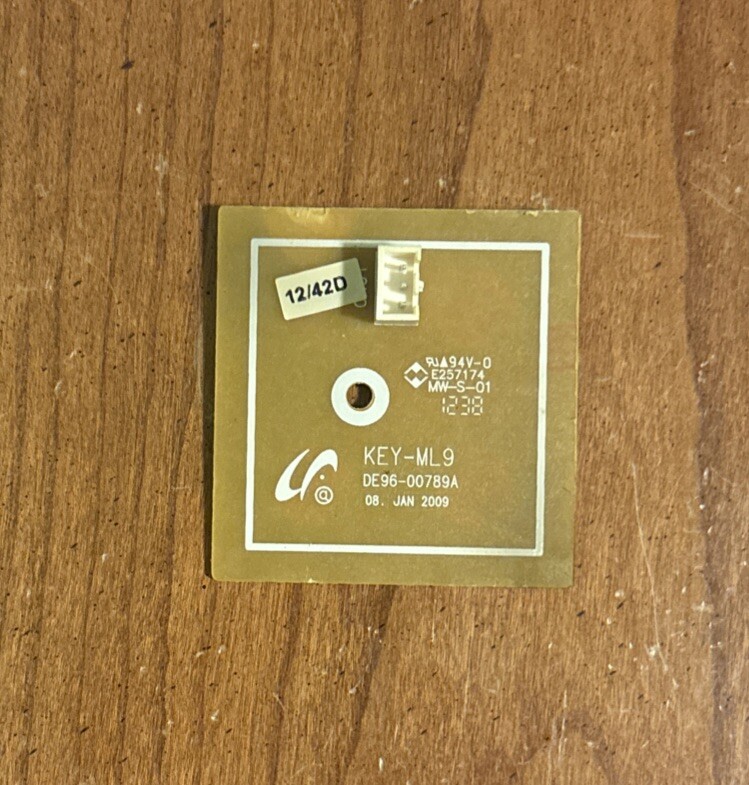 12/42D
94V-0
E257174
MW-S-01
1238
KEY-ML9
@
DE96-00789A
08. JAN 2009